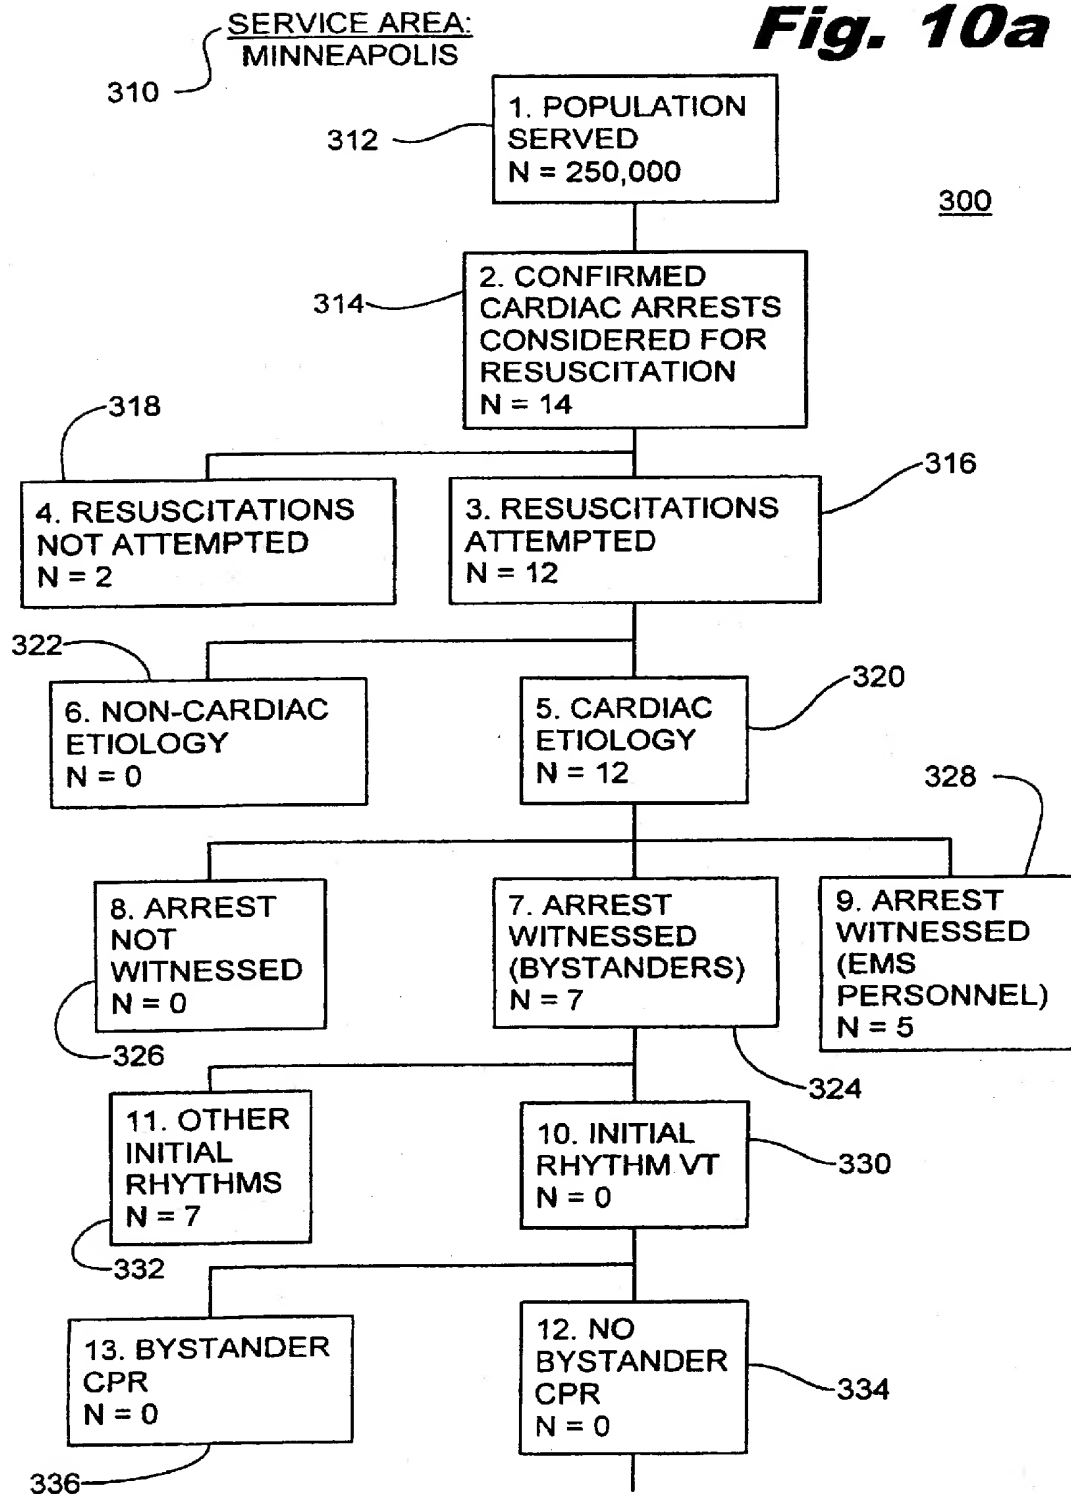 SERVICE AREA:
MINNEAPOLIS
Fig. 10a
310
1. POPULATION
SERVED
N = 250,000
312
300
2. CONFIRMED
CARDIAC ARRESTS
CONSIDERED FOR
RESUSCITATION
N = 14
314
318
316
4. RESUSCITATIONS
NOT ATTEMPTED
N = 2
3. RESUSCITATIONS
ATTEMPTED
N = 12
322
320
6. NON-CARDIAC
ETIOLOGY
N = 0
5. CARDIAC
ETIOLOGY
N = 12
328
8. ARREST
NOT
WITNESSED
N = 0
7. ARREST
WITNESSED
(BYSTANDERS)
N = 7
9. ARREST
WITNESSED
(EMS
PERSONNEL)
N = 5
326
324
11. OTHER
INITIAL
RHYTHMS
N = 7
10. INITIAL
RHYTHM VT
N = 0
330
332
13. BYSTANDER
CPR
N = 0
12. NO
BYSTANDER
CPR
N = 0
334
336